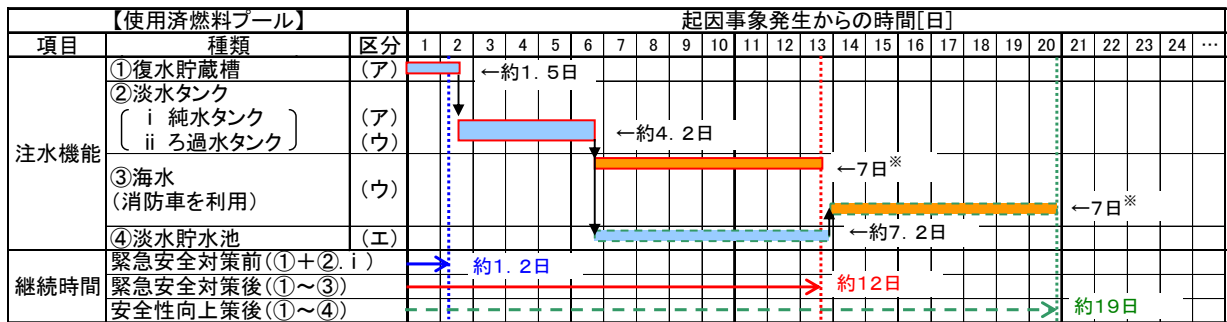 【使用済燃料プール】 起因事象発生からの時間[日]
項目 種類 区分 1 2 3 4 5 6 7 8 9 10 11 12 13 14 15 16 17 18 19 20 21 22 23 24 …
注水機能
①復水貯蔵槽 (ア) ←約1.5日
②淡水タンク
ⅰ 純水タンク (ア)
ⅱ ろ過水タンク (ウ) ←約4.2日
③海水 (ウ) ←7日※
(消防車を利用) ←7日※
④淡水貯水池 (エ) ←約7.2日
継続時間
緊急安全対策前(①+②.ⅰ) 約1.2日
緊急安全対策後(①~③) 約12日
安全性向上策後(①~④) 約19日